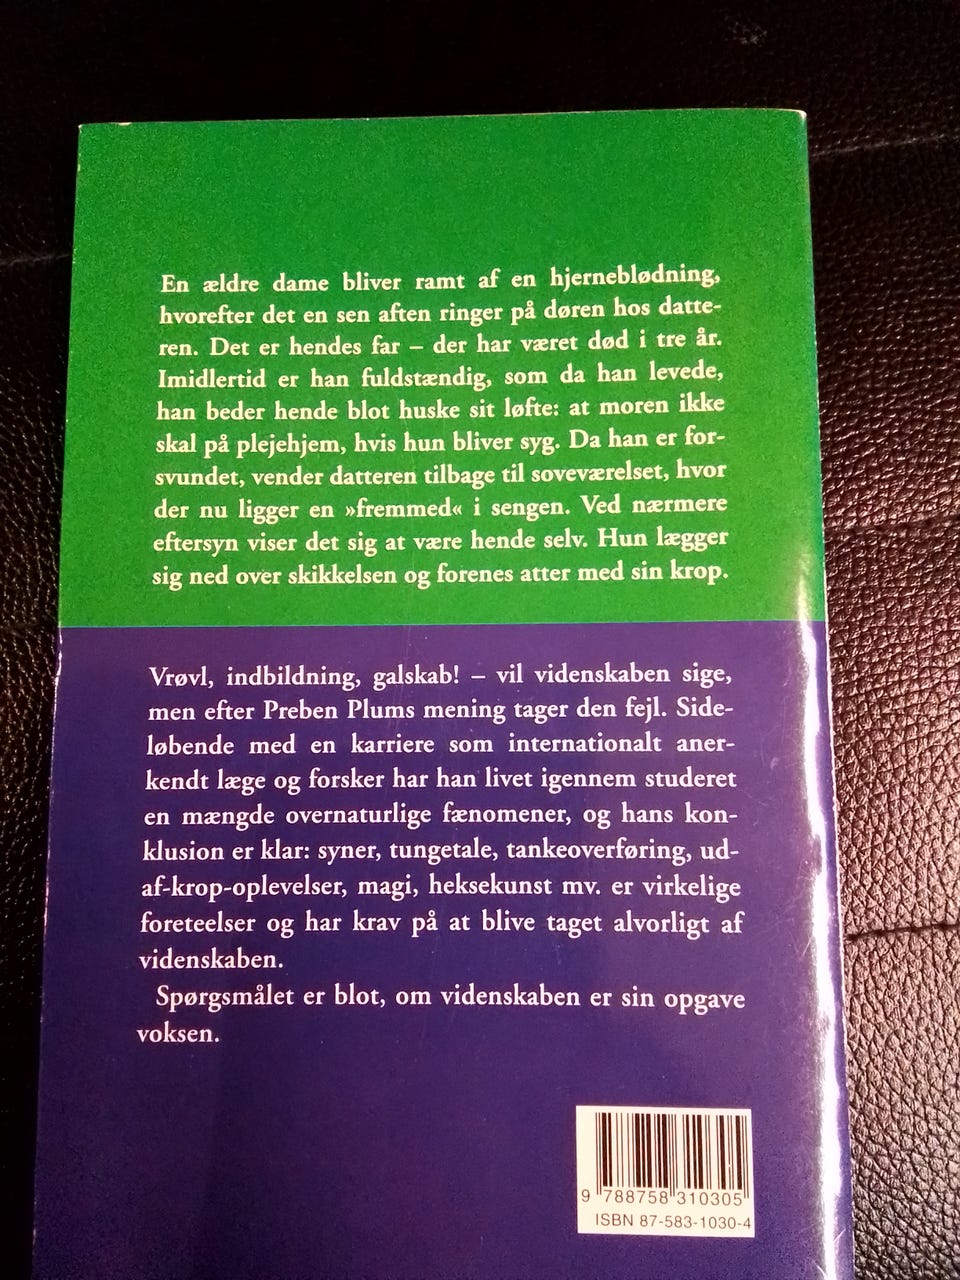 En ældre dame bliver ramt af en hjerneblødning,
hvorefter det en sen aften ringer på døren hos datte-
ren. Det er hendes far – der har været død i tre år.
Imidlertid er han fuldstændig, som da han levede,
han beder hende blot huske sit løfte: at moren ikke
skal på plejehjem, hvis hun bliver syg. Da han er for-
svundet, vender datteren tilbage til soveværelset, hvor
der nu ligger en »fremmed« i sengen. Ved nærmere
eftersyn viser det sig at være hende selv. Hun lægger
sig ned over skikkelsen og forenes atter med sin krop.
Vrøvl, indbildning, galskab! – vil videnskaben sige,
men efter Preben Plums mening tager den fejl. Side-
løbende med en karriere som internationalt aner-
kendt læge og forsker har han livet igennem studeret
en mængde overnaturlige fænomener, og hans kon-
klusion er klar: syner, tungetale, tankeoverføring, ud-
af-krop-oplevelser, magi, heksekunst mv. er virkelige
foreteelser og har krav på at blive taget alvorligt af
videnskaben.
Spørgsmålet er blot, om videnskaben er sin opgave
voksen.
9 788758 310305
ISBN 87-583-1030-4